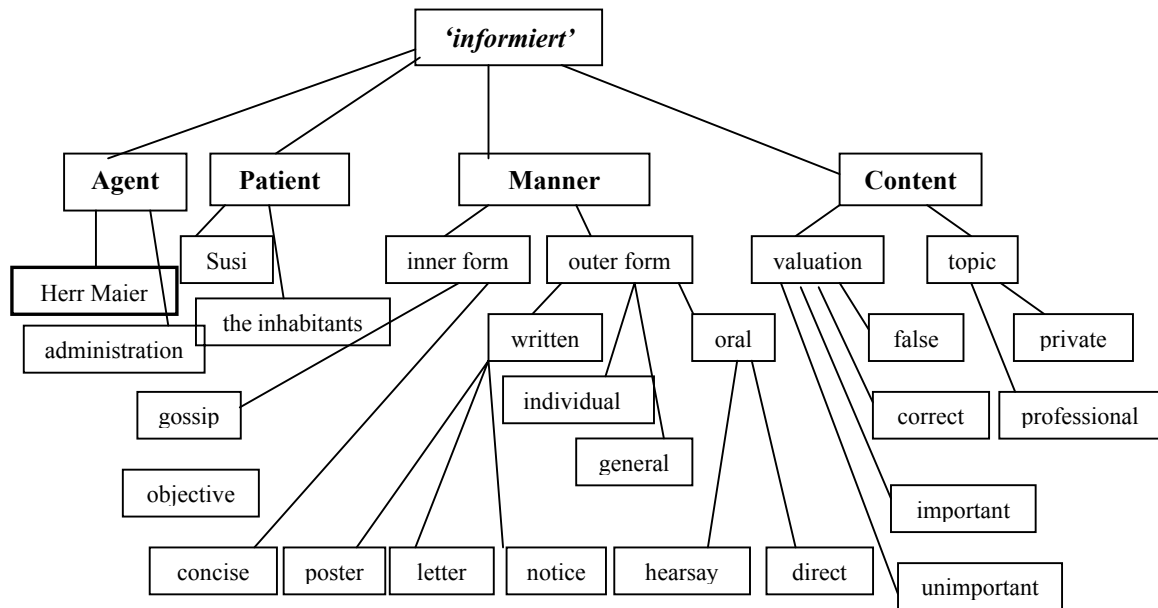 ‘informiert’
Agent
Patient
Manner
Content
Susi
inner form
outer form
valuation
topic
Herr Maier
the inhabitants
administration
written
oral
false
private
gossip
individual
correct
professional
general
objective
important
concise
poster
letter
notice
hearsay
direct
unimportant